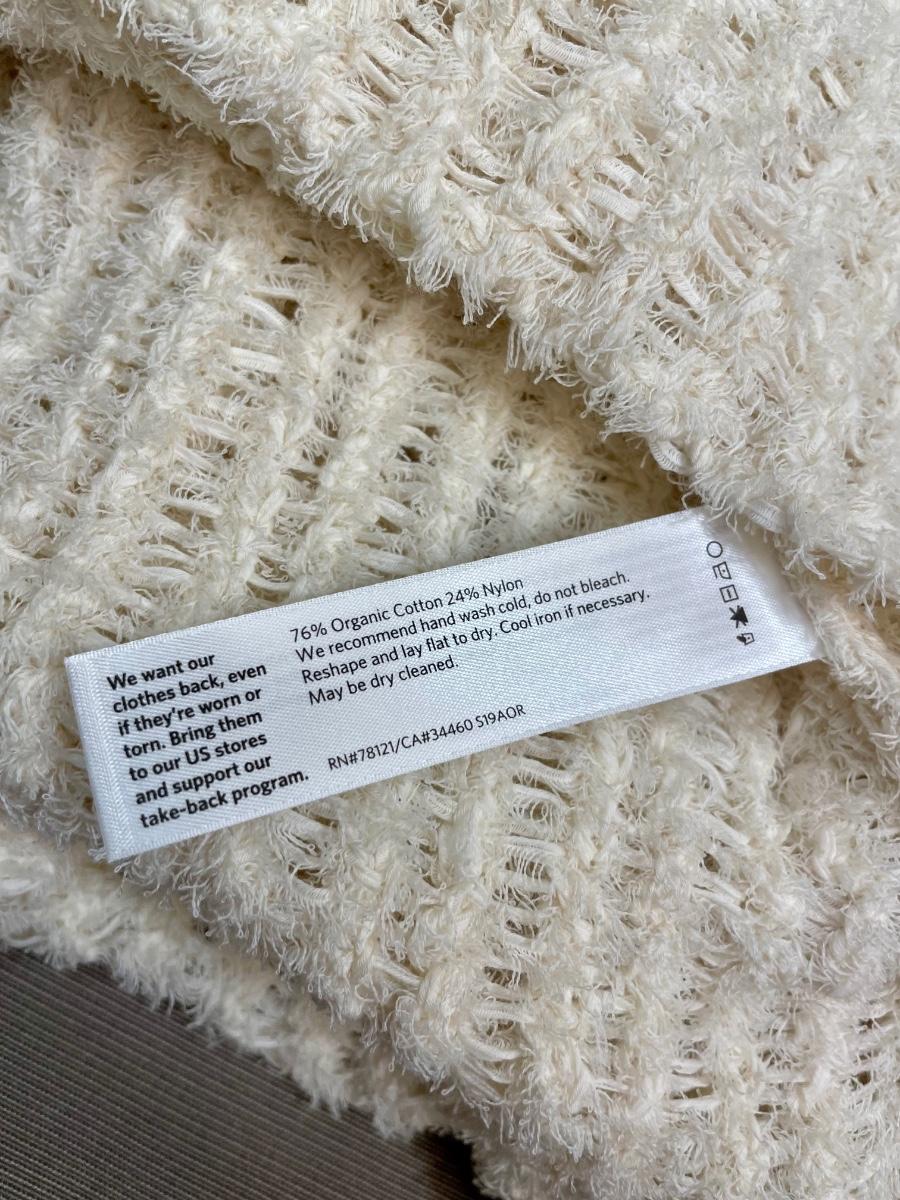 We want our
clothes back, even
if they're worn or
torn. Bring them
to our US stores
and support our
take-back program.
76% Organic Cotton 24% Nylon
We recommend hand wash cold, do not bleach.
Reshape and lay flat to dry. Cool iron if necessary.
May be dry cleaned.
RN#78121/CA#34460 S19AOR